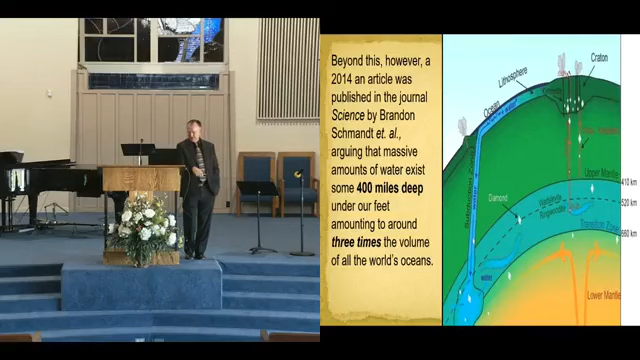 Beyond this, however, a
2014 an article was
published in the journal
Science by Brandon
Schmandt et. al.,
arguing that massive
amounts of water exist
some 400 miles deep
under our feet
amounting to around
three times the volume
of all the world's oceans.
Craton
Lithosphere
Ocean
water
Upper Mantle
410 km
Diamond
Ringwoodite
520 km
Transition Zone
660 km
water
Lower Mantle